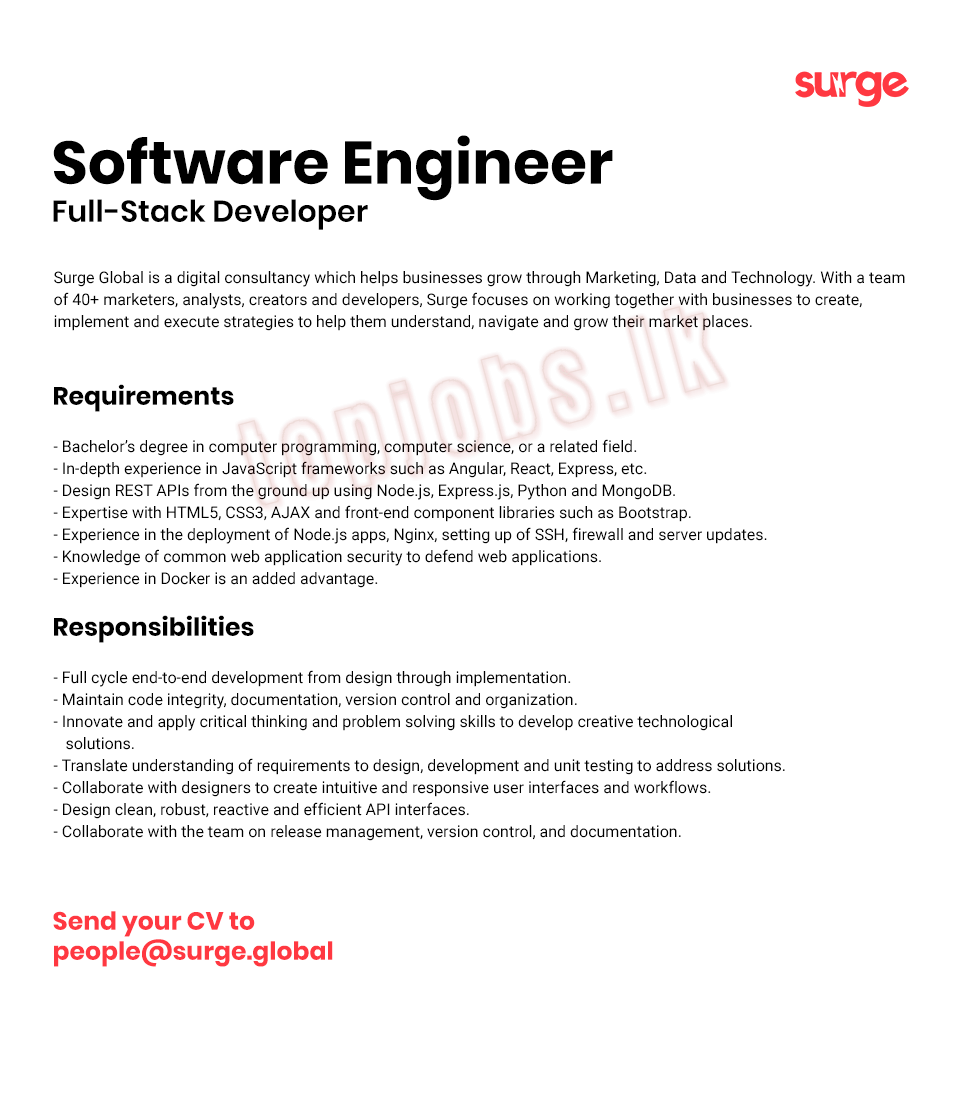 surge
Software Engineer
Full-Stack Developer
Surge Global is a digital consultancy which helps businesses grow through Marketing, Data and Technology. With a team
of 40+ marketers, analysts, creators and developers, Surge focuses on working together with businesses to create,
implement and execute strategies to help them understand, navigate and grow their market places.
topjobs.lk
Requirements
- Bachelor’s degree in computer programming, computer science, or a related field.
- In-depth experience in JavaScript frameworks such as Angular, React, Express, etc.
- Design REST APIs from the ground up using Node.js, Express.js, Python and MongoDB.
- Expertise with HTML5, CSS3, AJAX and front-end component libraries such as Bootstrap.
- Experience in the deployment of Node.js apps, Nginx, setting up of SSH, firewall and server updates.
- Knowledge of common web application security to defend web applications.
- Experience in Docker is an added advantage.
Responsibilities
- Full cycle end-to-end development from design through implementation.
- Maintain code integrity, documentation, version control and organization.
- Innovate and apply critical thinking and problem solving skills to develop creative technological
solutions.
- Translate understanding of requirements to design, development and unit testing to address solutions.
- Collaborate with designers to create intuitive and responsive user interfaces and workflows.
- Design clean, robust, reactive and efficient API interfaces.
- Collaborate with the team on release management, version control, and documentation.
Send your CV to
people@surge.global